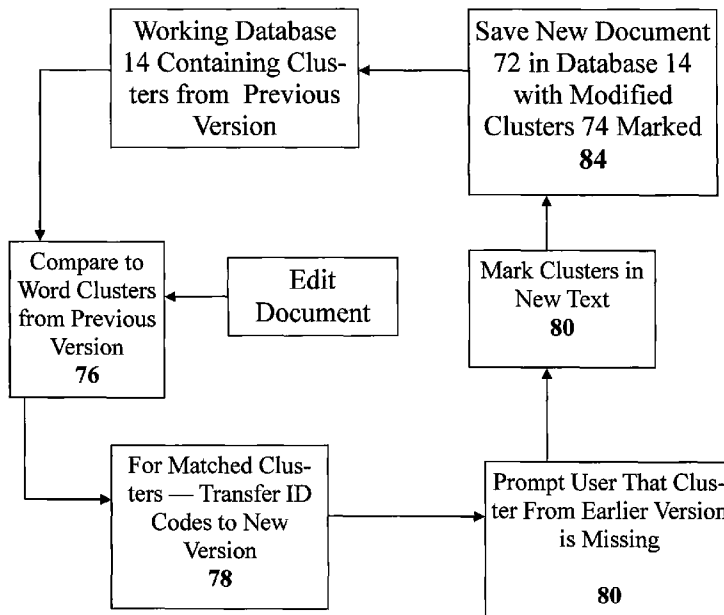 Working Database
14 Containing Clus-
ters from Previous
Version
Save New Document
72 in Database 14
with Modified
Clusters 74 Marked
84
Compare to
Word Clusters
from Previous
Version
76
Edit
Document
Mark Clusters in
New Text
80
For Matched Clus-
ters — Transfer ID
Codes to New
Version
78
Prompt User That Clus-
ter From Earlier Version
is Missing
80